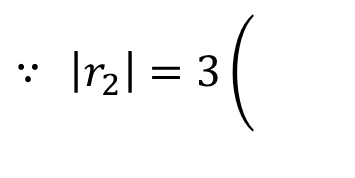 ∵ |r₂| = 3 (